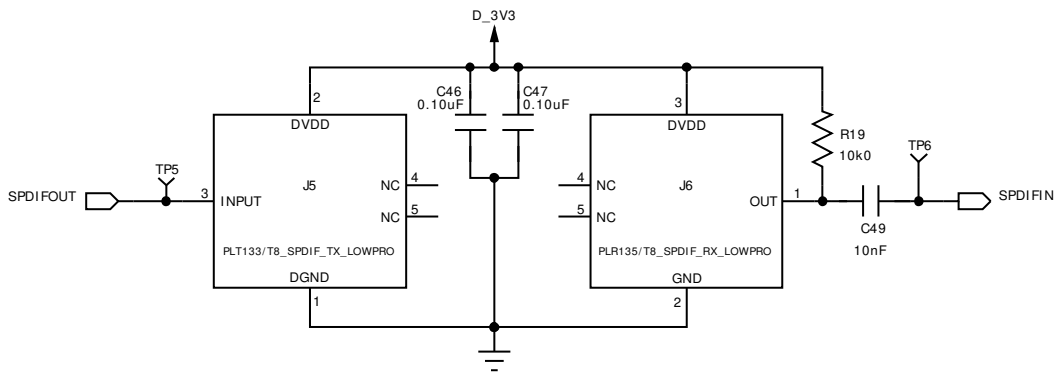 D_3V3
C46
0.10uF
C47
0.10uF
2
DVDD
3
DVDD
R19
10k0
TP5
TP6
SPDIFOUT
3
INPUT
J5
NC
4
NC
5
4
NC
5
NC
J6
OUT
1
SPDIFIN
C49
10nF
PLT133/T8_SPDIF_TX_LOWPRO
PLR135/T8_SPDIF_RX_LOWPRO
DGND
1
GND
2